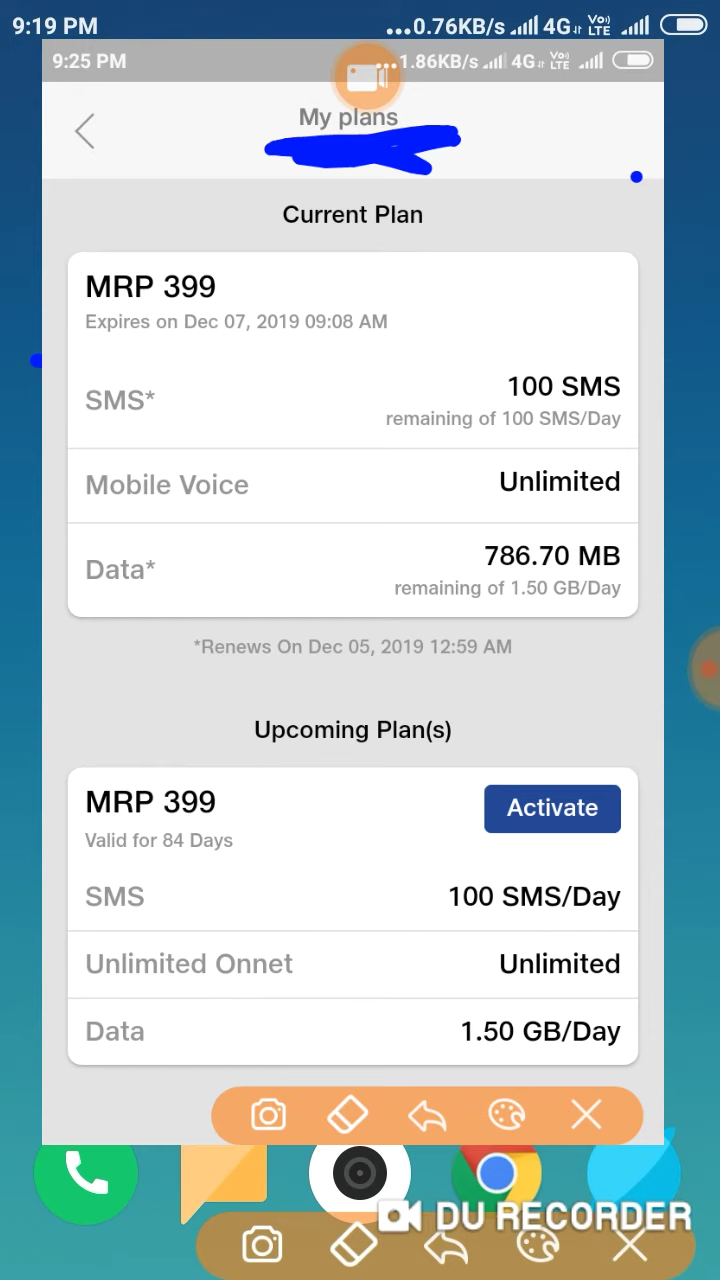 9:19 PM ...0.76KB/s 4G VoI LTE
9:25 PM ...1.86KB/s 4G VoI LTE
My plans
Current Plan
MRP 399
Expires on Dec 07, 2019 09:08 AM
SMS* 100 SMS
remaining of 100 SMS/Day
Mobile Voice Unlimited
Data* 786.70 MB
remaining of 1.50 GB/Day
*Renews On Dec 05, 2019 12:59 AM
Upcoming Plan(s)
MRP 399 Activate
Valid for 84 Days
SMS 100 SMS/Day
Unlimited Onnet Unlimited
Data 1.50 GB/Day
DU RECORDER